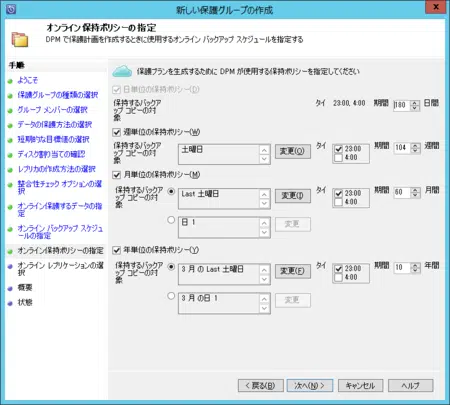 新しい保護グループの作成
x
オンライン保持ポリシーの指定
DPM で保護計画を作成するときに使用するオンライン バックアップ スケジュールを指定する
手順
ようこそ
保護グループの種類の選択
グループ メンバーの選択
データの保護方法の選択
短期的な目標値の選択
ディスク割り当ての確認
レプリカの作成方法の選択
整合性チェック オプションの選択
オンライン保護するデータの指定
オンライン バックアップ スケジュールの指定
オンライン保持ポリシーの指定
オンライン レプリケーションの選択
概要
状態
保護プランを生成するために DPM が使用する保持ポリシーを指定してください
日単位の保持ポリシー(D)
保持するバックアップ コピーの対象
タイ 23:00, 4:00 期間 180 日間
週単位の保持ポリシー(W)
保持するバックアップ コピーの対象
土曜日
変更(O)
タイ 23:00 期間 104 週間
4:00
月単位の保持ポリシー(M)
保持するバックアップ コピーの対象
Last 土曜日
変更(I)
タイ 23:00 期間 60 月間
4:00
日 1
変更
年単位の保持ポリシー(Y)
保持するバックアップ コピーの対象
3 月 の Last 土曜日
変更(F)
タイ 23:00 期間 10 年間
4:00
3 月 の日 1
変更
< 戻る(B) 次へ(N) > キャンセル ヘルプ